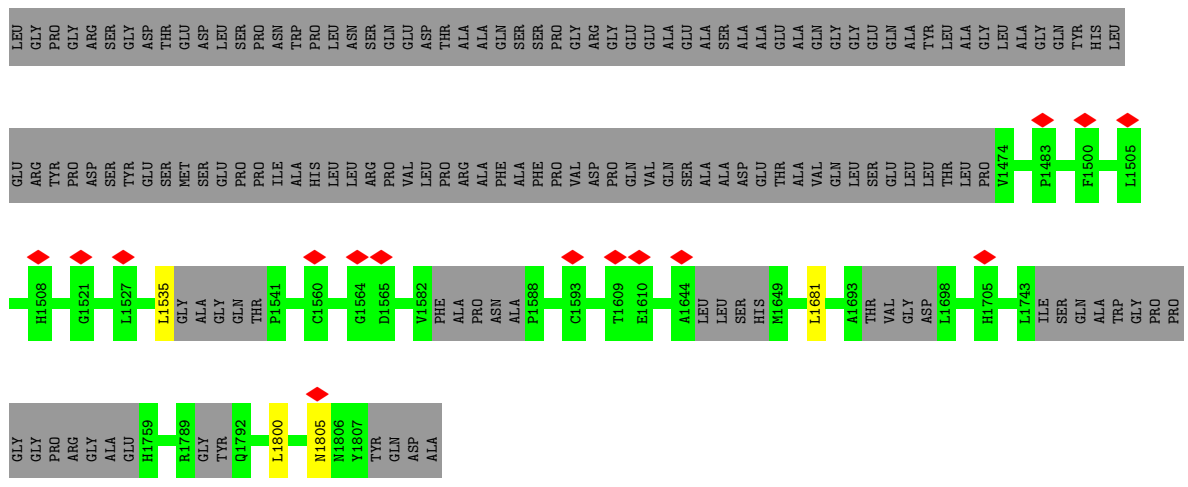 LEU GLY PRO GLY ARG SER GLY ASP THR GLU ASP LEU SER PRO ASN TRP PRO LEU ASN SER GLN GLU ASP THR ALA ALA GLN SER SER PRO GLY ARG GLY GLU GLU ALA GLU ALA SER ALA ALA GLU ALA GLN GLY GLY GLU GLN ALA TYR LEU ALA GLY LEU ALA GLY GLN TYR HIS LEU
GLU ARG TYR PRO ASP SER TYR GLU SER MET SER GLU PRO PRO ILE ALA HIS LEU LEU ARG PRO VAL LEU PRO ARG ALA PHE ALA PHE PRO VAL ASP PRO GLN VAL GLN SER ALA ALA ASP GLU THR ALA VAL GLN LEU SER GLU LEU LEU THR LEU PRO V1474 P1483 F1500 L1505
H1508 G1521 L1527 L1535 GLY ALA GLY GLN THR P1541 C1560 G1564 D1565 V1582 PHE ALA PRO ASN ALA P1588 C1593 T1609 E1610 A1644 LEU LEU SER HIS M1649 L1681 A1693 THR VAL GLY ASP L1698 H1705 L1743 ILE SER GLN ALA TRP GLY PRO PRO
GLY GLY PRO ARG GLY ALA GLU H1759 R1789 GLY TYR Q1792 L1800 N1805 N1806 Y1807 TYR GLN ASP ALA